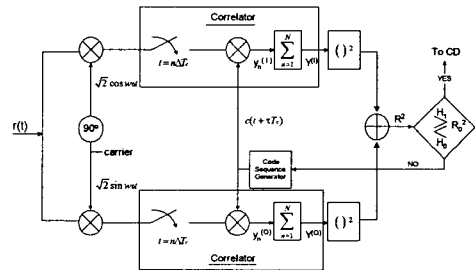 Correlator
To CD
t = nΔTc
yn(I)
N
Σ
n=1
y(I)
( )²
YES
√2 cos wt
r(t)
90º
c(t + τTc)
R²
H1
>
<
H0
R0²
carrier
NO
Code
Sequence
Generator
√2 sin wt
t = nΔTc
yn(Q)
N
Σ
n=1
y(Q)
( )²
Correlator